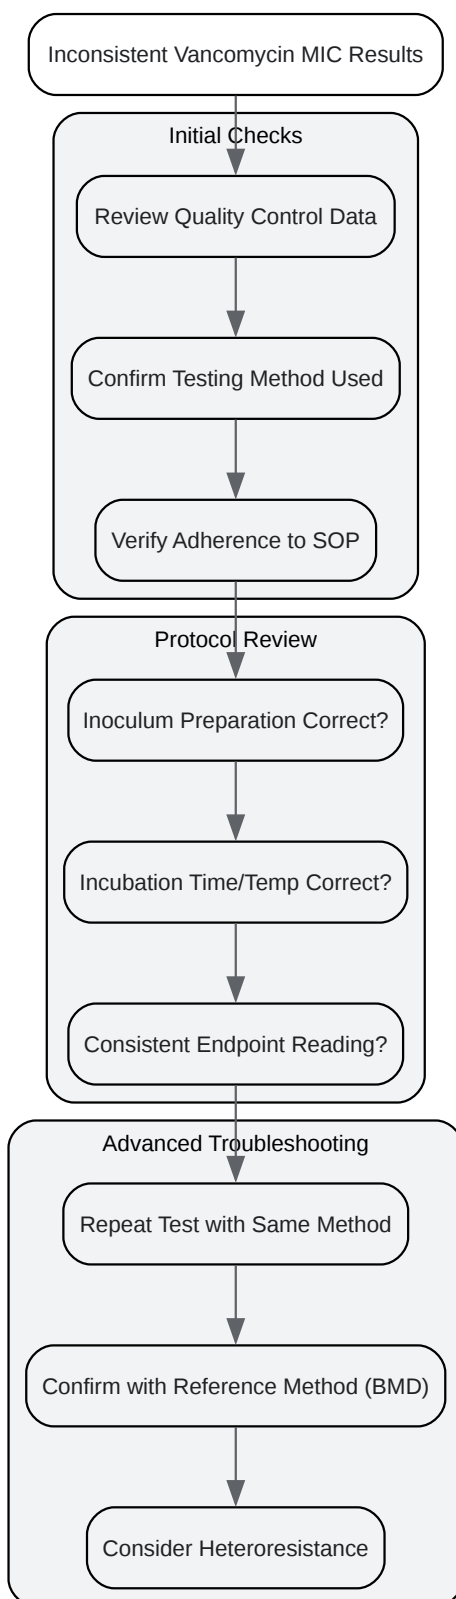 Inconsistent Vancomycin MIC Results
Initial Checks
Review Quality Control Data
Confirm Testing Method Used
Verify Adherence to SOP
Protocol Review
Inoculum Preparation Correct?
Incubation Time/Temp Correct?
Consistent Endpoint Reading?
Advanced Troubleshooting
Repeat Test with Same Method
Confirm with Reference Method (BMD)
Consider Heteroresistance